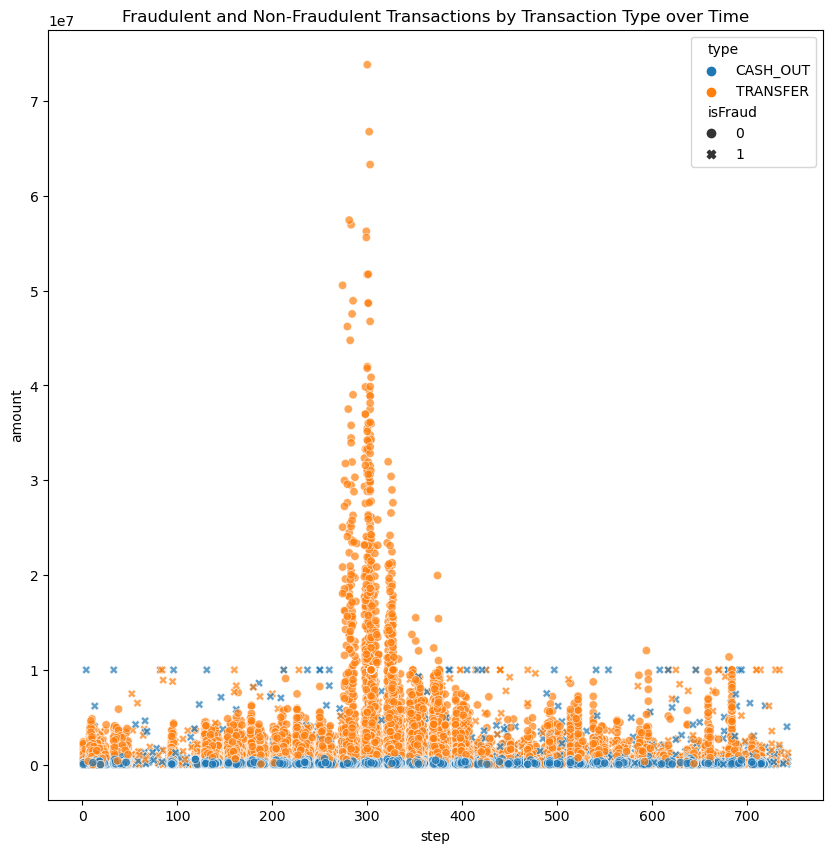 Fraudulent and Non-Fraudulent Transactions by Transaction Type over Time
1e7
type
CASH_OUT
TRANSFER
isFraud
0
1
7
6
5
4
3
2
1
0
amount
0 100 200 300 400 500 600 700
step